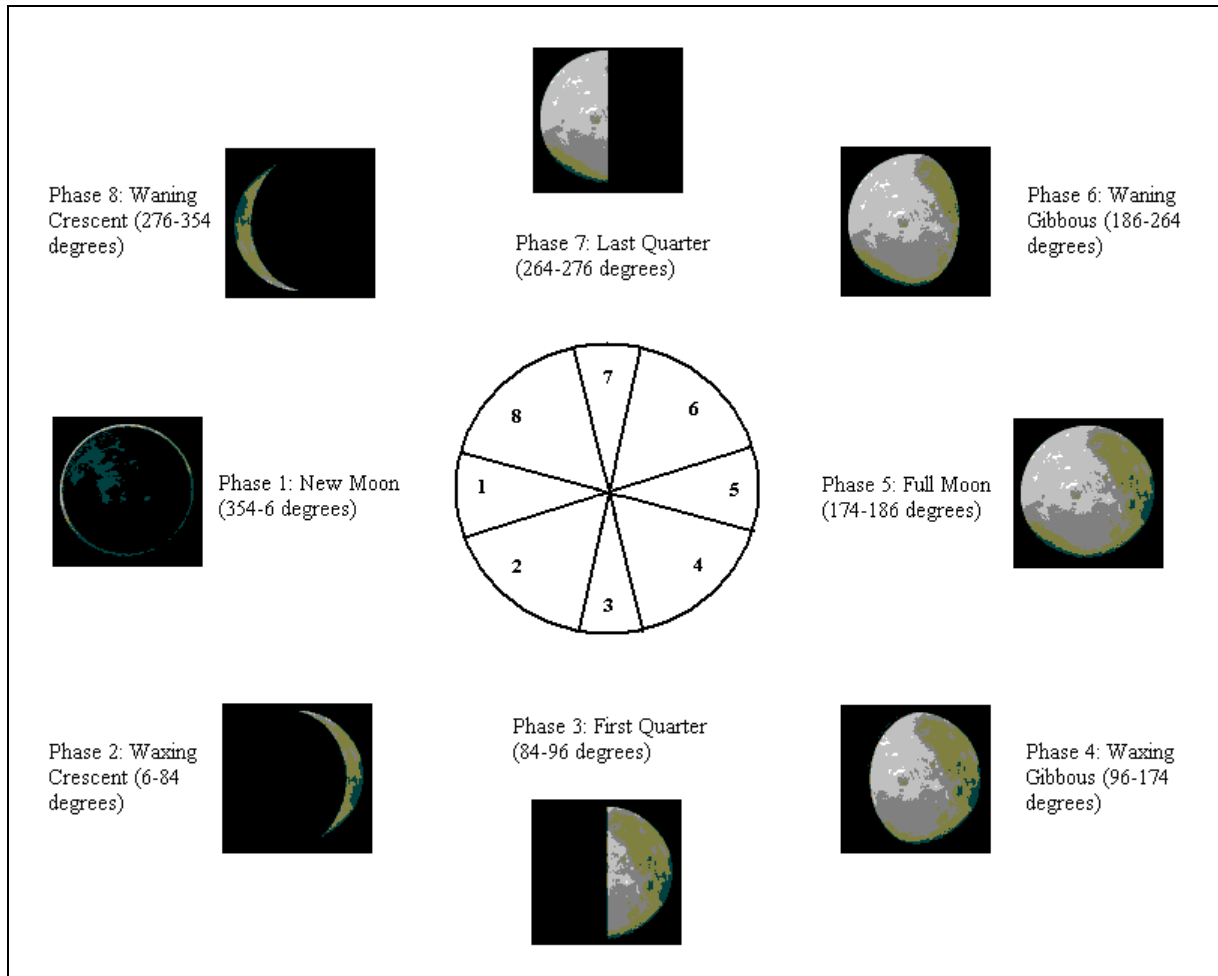 Phase 8: Waning
Crescent (276-354
degrees)
Phase 7: Last Quarter
(264-276 degrees)
Phase 6: Waning
Gibbous (186-264
degrees)
7
8
6
1
5
2
4
3
Phase 1: New Moon
(354-6 degrees)
Phase 5: Full Moon
(174-186 degrees)
Phase 2: Waxing
Crescent (6-84
degrees)
Phase 3: First Quarter
(84-96 degrees)
Phase 4: Waxing
Gibbous (96-174
degrees)